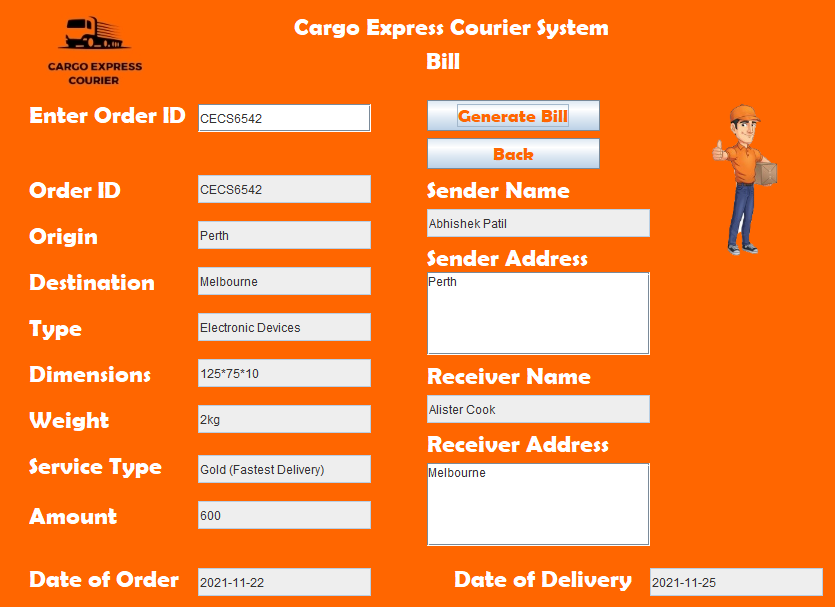 Cargo Express Courier System
Bill
CARGO EXPRESS
COURIER
Enter Order ID CECS6542
Generate Bill
Back
Order ID CECS6542
Origin Perth
Destination Melbourne
Type Electronic Devices
Dimensions 125*75*10
Weight 2kg
Service Type Gold (Fastest Delivery)
Amount 600
Sender Name
Abhishek Patil
Sender Address
Perth
Receiver Name
Alister Cook
Receiver Address
Melbourne
Date of Order 2021-11-22
Date of Delivery 2021-11-25